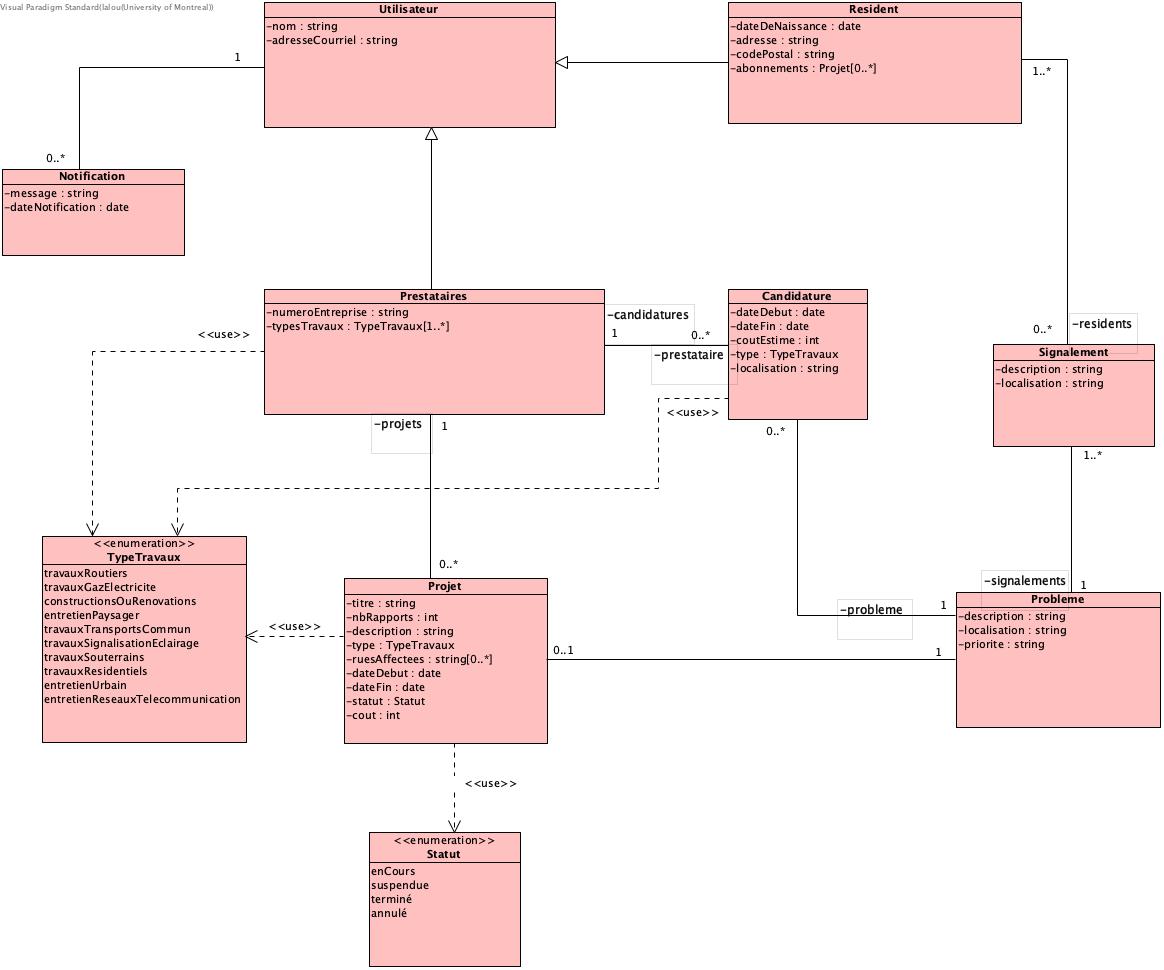 Visual Paradigm Standard(lalou(University of Montreal))
Utilisateur
-nom : string
-adresseCourriel : string
Resident
-dateDeNaissance : date
-adresse : string
-codePostal : string
-abonnements : Projet[0..*]
1
1..*
0..*
Notification
-message : string
-dateNotification : date
Prestataires
-numeroEntreprise : string
-typesTravaux : TypeTravaux[1..*]
<<use>>
-candidatures
1
0..*
-prestataire
Candidature
-dateDebut : date
-dateFin : date
-coutEstime : int
-type : TypeTravaux
-localisation : string
<<use>>
0..*
-residents
0..*
Signalement
-description : string
-localisation : string
1..*
-projets
1
0..*
<<enumeration>>
TypeTravaux
travauxRoutiers
travauxGazElectricite
constructionsOuRenovations
entretienPaysager
travauxTransportsCommun
travauxSignalisationEclairage
travauxSouterrains
travauxResidentiels
entretienUrbain
entretienReseauxTelecommunication
<<use>>
Projet
-titre : string
-nbRapports : int
-description : string
-type : TypeTravaux
-ruesAffectees : string[0..*]
-dateDebut : date
-dateFin : date
-statut : Statut
-cout : int
0..1
1
-signalements
1
-probleme
1
Probleme
-description : string
-localisation : string
-priorite : string
<<use>>
<<enumeration>>
Statut
enCours
suspendue
terminé
annulé